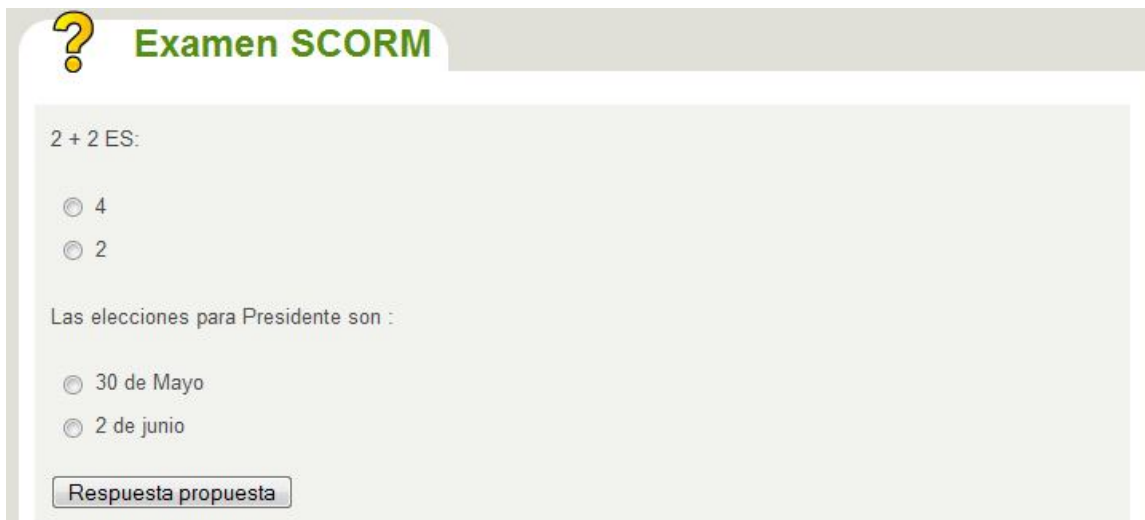 Examen SCORM
2 + 2 ES:
4
2
Las elecciones para Presidente son :
30 de Mayo
2 de junio
Respuesta propuesta